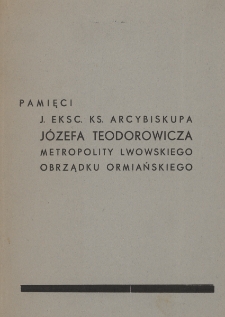 PAMIĘCI
J. EKSC. KS. ARCYBISKUPA
JÓZEFA TEODOROWICZA
METROPOLITY LWOWSKIEGO
OBRZĄDKU ORMIAŃSKIEGO